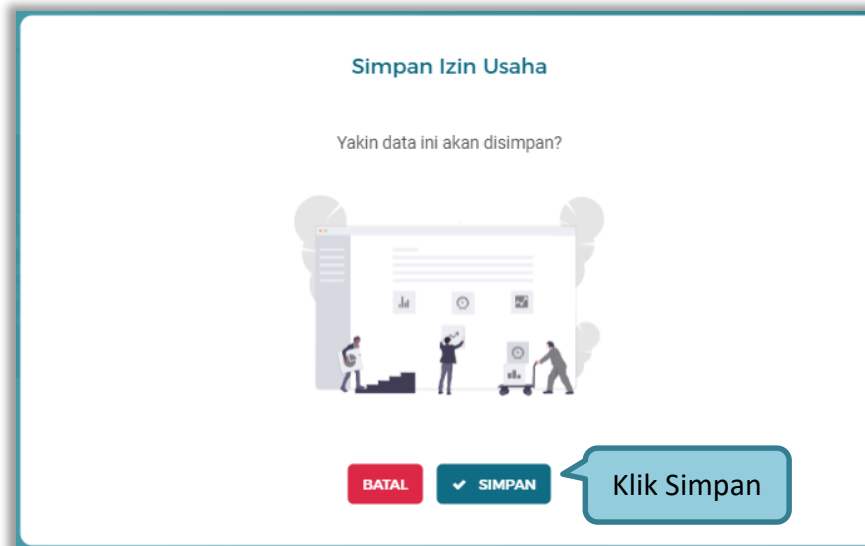 Simpan Izin Usaha
Yakin data ini akan disimpan?
BATAL
SIMPAN
Klik Simpan